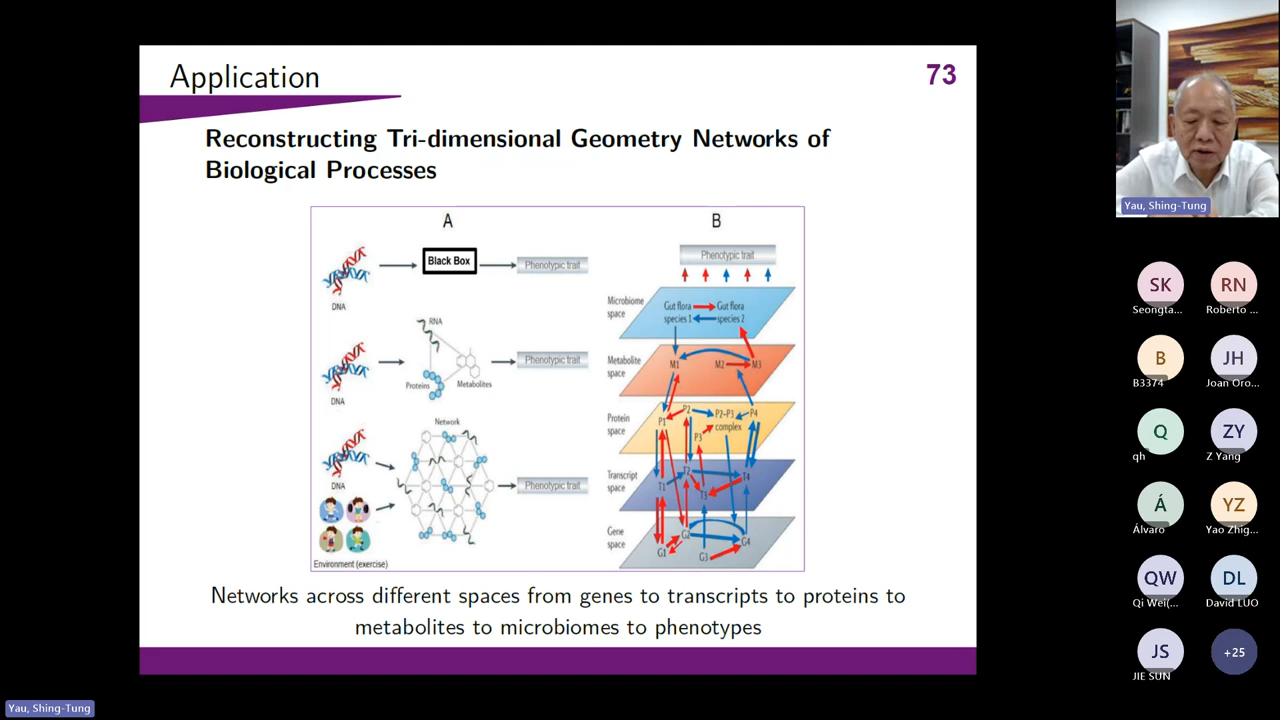 Application
73
Reconstructing Tri-dimensional Geometry Networks of
Biological Processes
A
B
DNA
Black Box
Phenotypic trait
RNA
DNA
Proteins
Metabolites
Phenotypic trait
Network
DNA
Phenotypic trait
Environment (exercise)
Phenotypic trait
Microbiome
space
Gut flora
species 1
Gut flora
species 2
Metabolite
space
M1
M2
M3
Protein
space
P1
P2
P2-P3
complex
P4
P3
Transcript
space
T1
T2
T3
T4
Gene
space
G1
G2
G3
G4
Networks across different spaces from genes to transcripts to proteins to
metabolites to microbiomes to phenotypes
Yau, Shing-Tung
Yau, Shing-Tung
SK
Seongta...
RN
Roberto ...
B
B3374
JH
Joan Oro...
Q
qh
ZY
Z Yang
Á
Álvaro
YZ
Yao Zhig...
QW
Qi Wei(...
DL
David LUO
JS
JIE SUN
+25